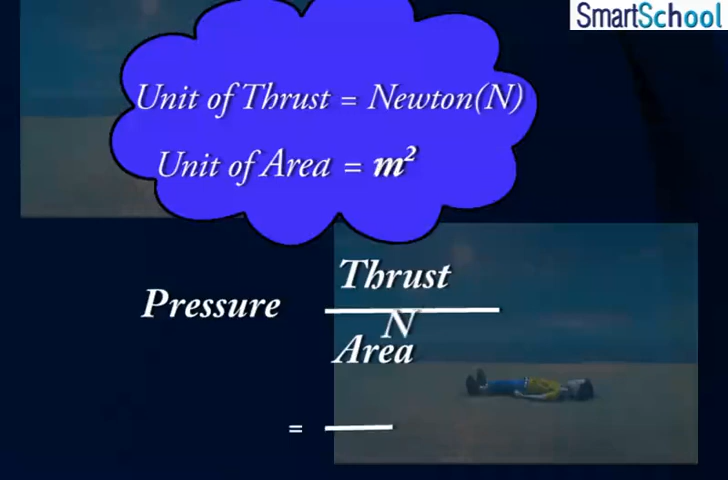 SmartSchool
Unit of Thrust = Newton(N)
Unit of Area = m²
Thrust
Pressure
N
Area
=